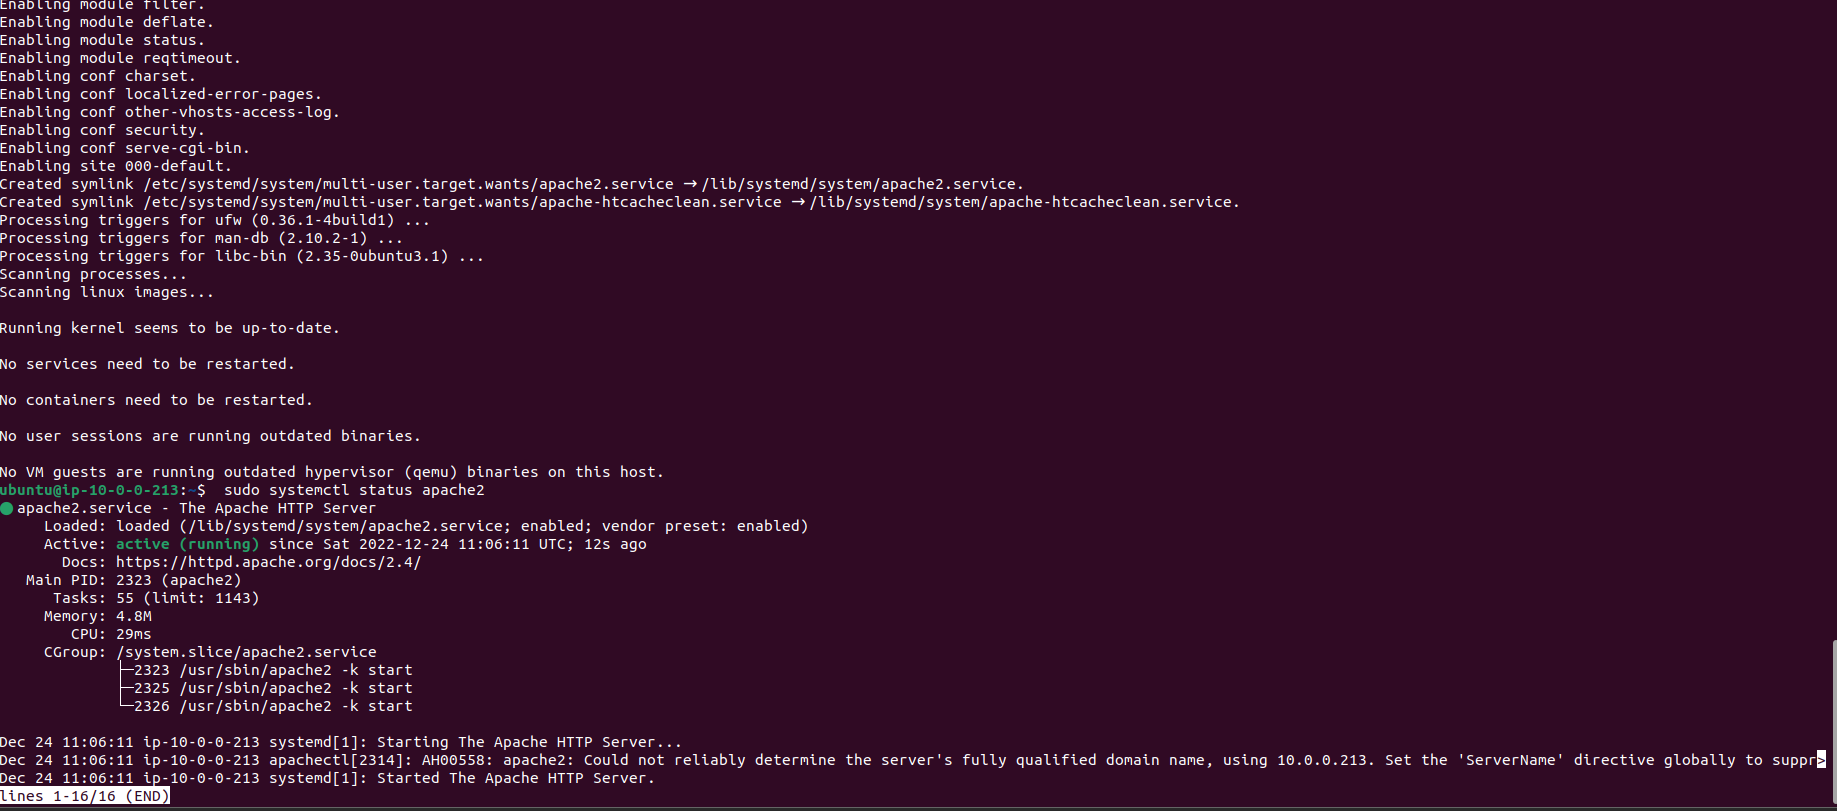 Enabling module filter.
Enabling module deflate.
Enabling module status.
Enabling module reqtimeout.
Enabling conf charset.
Enabling conf localized-error-pages.
Enabling conf other-vhosts-access-log.
Enabling conf security.
Enabling conf serve-cgi-bin.
Enabling site 000-default.
Created symlink /etc/systemd/system/multi-user.target.wants/apache2.service → /lib/systemd/system/apache2.service.
Created symlink /etc/systemd/system/multi-user.target.wants/apache-htcacheclean.service → /lib/systemd/system/apache-htcacheclean.service.
Processing triggers for ufw (0.36.1-4build1) ...
Processing triggers for man-db (2.10.2-1) ...
Processing triggers for libc-bin (2.35-0ubuntu3.1) ...
Scanning processes...
Scanning linux images...
Running kernel seems to be up-to-date.
No services need to be restarted.
No containers need to be restarted.
No user sessions are running outdated binaries.
No VM guests are running outdated hypervisor (qemu) binaries on this host.
ubuntu@ip-10-0-0-213:~$  sudo systemctl status apache2
● apache2.service - The Apache HTTP Server
     Loaded: loaded (/lib/systemd/system/apache2.service; enabled; vendor preset: enabled)
     Active: active (running) since Sat 2022-12-24 11:06:11 UTC; 12s ago
       Docs: https://httpd.apache.org/docs/2.4/
   Main PID: 2323 (apache2)
      Tasks: 55 (limit: 1143)
     Memory: 4.8M
        CPU: 29ms
     CGroup: /system.slice/apache2.service
             ├─2323 /usr/sbin/apache2 -k start
             ├─2325 /usr/sbin/apache2 -k start
             └─2326 /usr/sbin/apache2 -k start
Dec 24 11:06:11 ip-10-0-0-213 systemd[1]: Starting The Apache HTTP Server...
Dec 24 11:06:11 ip-10-0-0-213 apachectl[2314]: AH00558: apache2: Could not reliably determine the server's fully qualified domain name, using 10.0.0.213. Set the 'ServerName' directive globally to suppr>
Dec 24 11:06:11 ip-10-0-0-213 systemd[1]: Started The Apache HTTP Server.
lines 1-16/16 (END)